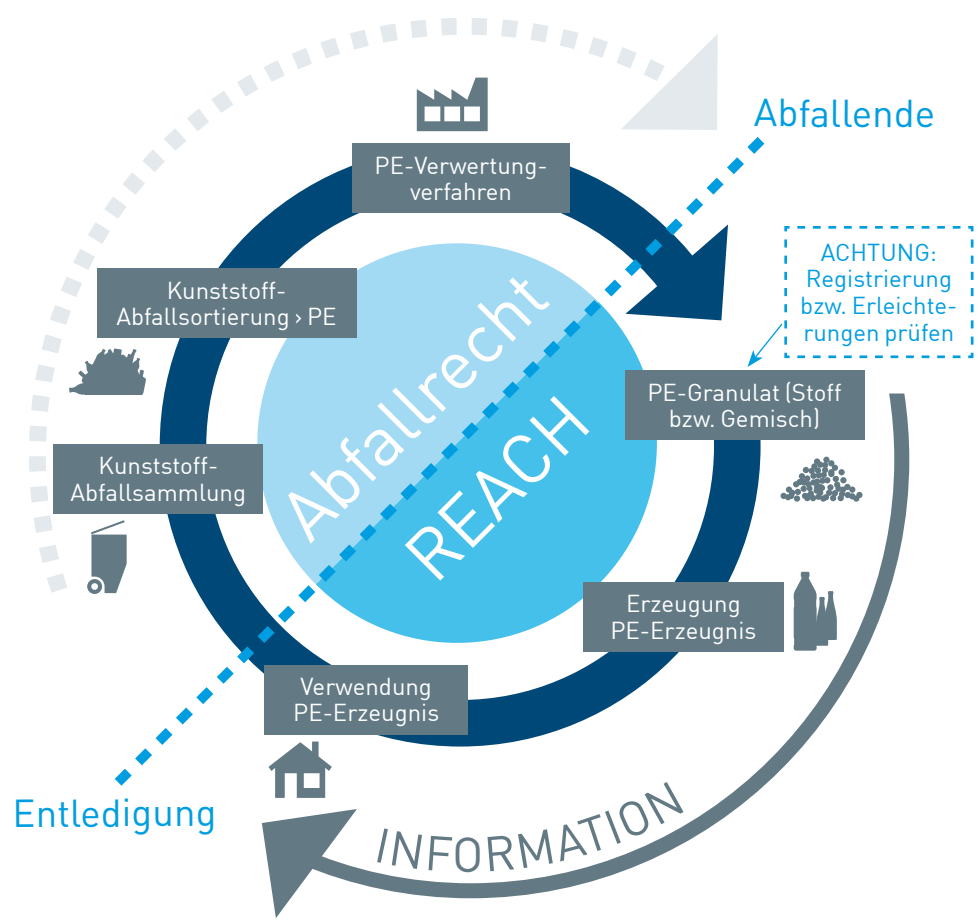 Abfallende
PE-Verwertung-
verfahren
ACHTUNG:
Registrierung
bzw. Erleichte-
rungen prüfen
Kunststoff-
Abfallsortierung › PE
Abfallrecht
REACH
PE-Granulat (Stoff
bzw. Gemisch)
Kunststoff-
Abfallsammlung
Erzeugung
PE-Erzeugnis
Verwendung
PE-Erzeugnis
Entledigung
INFORMATION